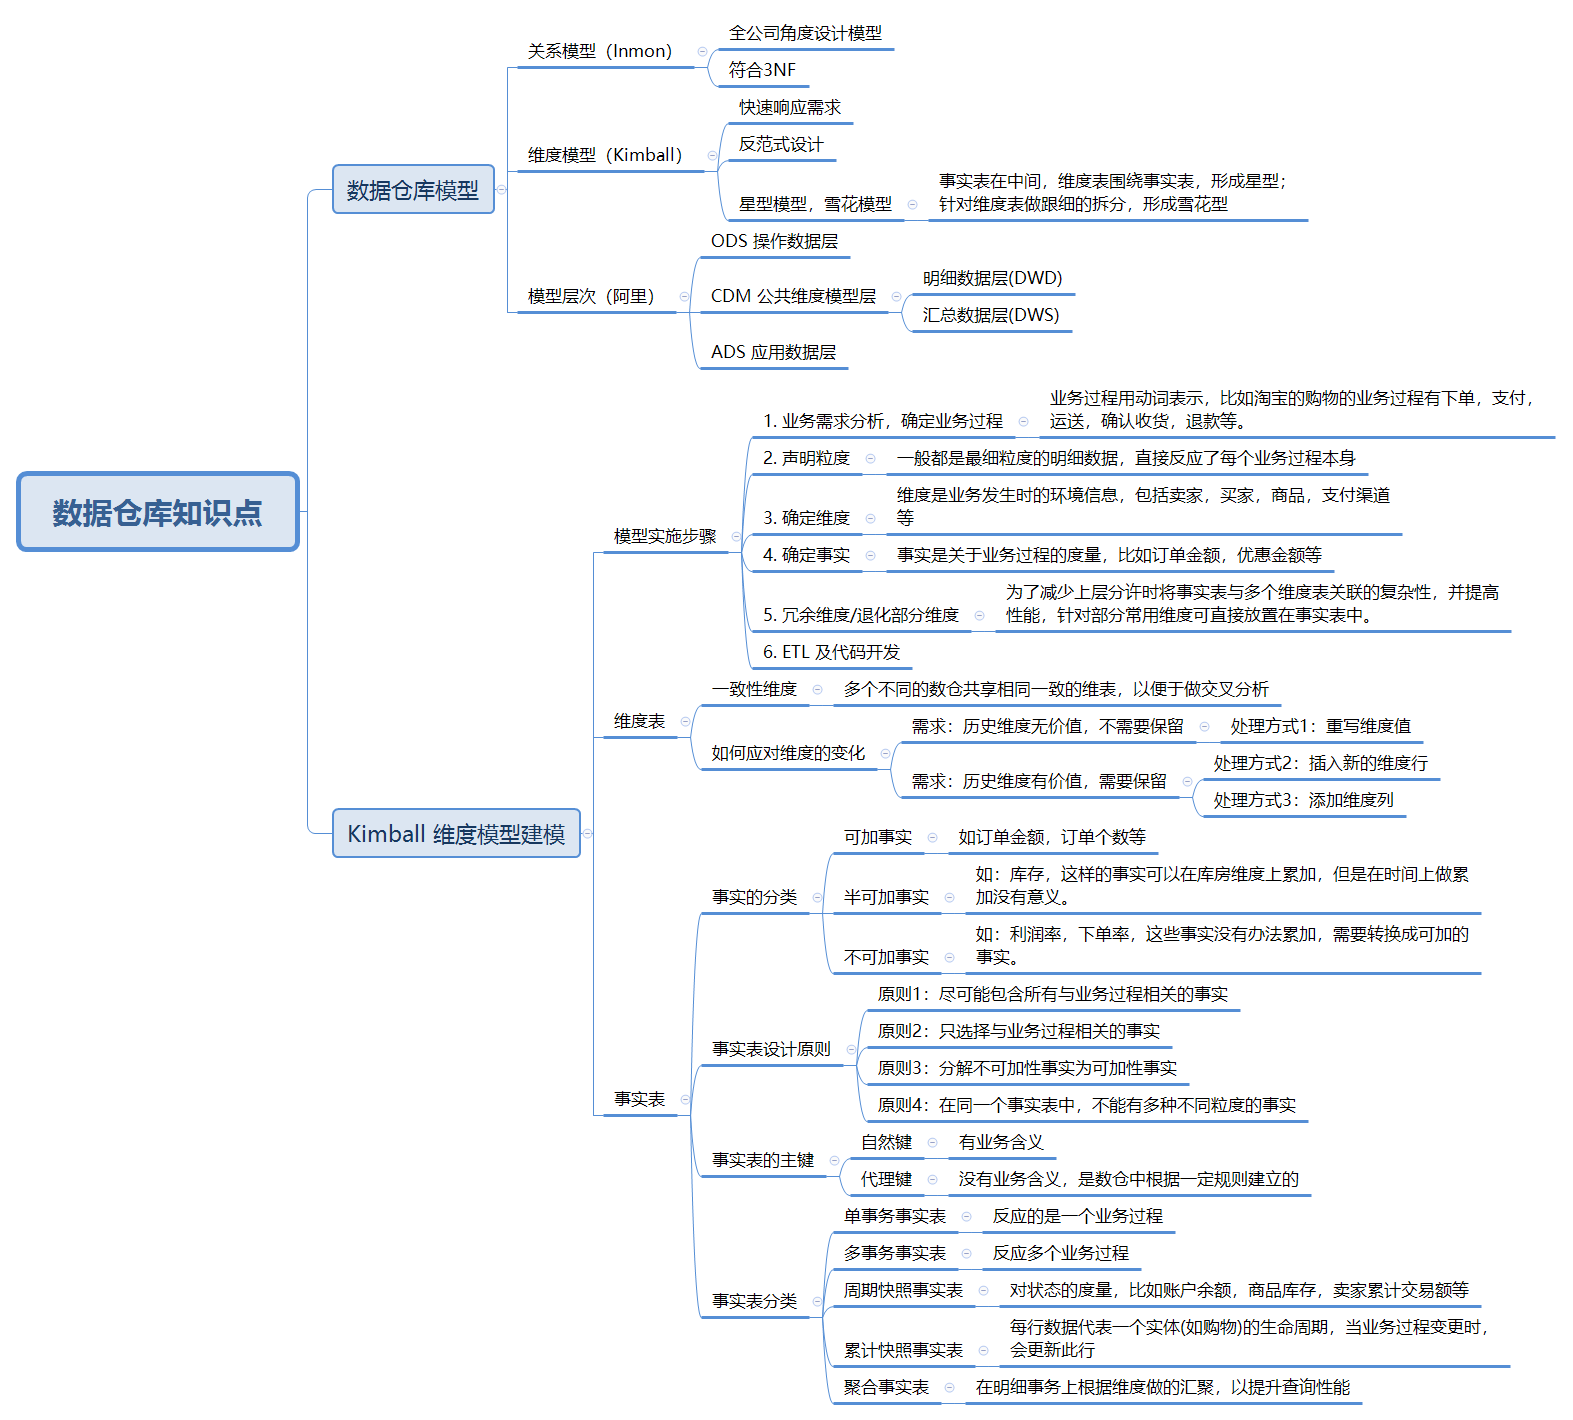 数据仓库知识点
数据仓库模型
关系模型（Inmon）
全公司角度设计模型
符合3NF
维度模型（Kimball）
快速响应需求
反范式设计
星型模型，雪花模型
事实表在中间，维度表围绕事实表，形成星型；
针对维度表做跟细的拆分，形成雪花型
模型层次（阿里）
ODS 操作数据层
CDM 公共维度模型层
明细数据层(DWD)
汇总数据层(DWS)
ADS 应用数据层
Kimball 维度模型建模
模型实施步骤
1. 业务需求分析，确定业务过程
业务过程用动词表示，比如淘宝的购物的业务过程有下单，支付，
运送，确认收货，退款等。
2. 声明粒度
一般都是最细粒度的明细数据，直接反应了每个业务过程本身
3. 确定维度
维度是业务发生时的环境信息，包括卖家，买家，商品，支付渠道
等
4. 确定事实
事实是关于业务过程的度量，比如订单金额，优惠金额等
5. 冗余维度/退化部分维度
为了减少上层分许时将事实表与多个维度表关联的复杂性，并提高
性能，针对部分常用维度可直接放置在事实表中。
6. ETL 及代码开发
维度表
一致性维度
多个不同的数仓共享相同一致的维表，以便于做交叉分析
如何应对维度的变化
需求：历史维度无价值，不需要保留
处理方式1：重写维度值
需求：历史维度有价值，需要保留
处理方式2：插入新的维度行
处理方式3：添加维度列
事实表
事实的分类
可加事实
如订单金额，订单个数等
半可加事实
如：库存，这样的事实可以在库房维度上累加，但是在时间上做累
加没有意义。
不可加事实
如：利润率，下单率，这些事实没有办法累加，需要转换成可加的
事实。
事实表设计原则
原则1：尽可能包含所有与业务过程相关的事实
原则2：只选择与业务过程相关的事实
原则3：分解不可加性事实为可加性事实
原则4：在同一个事实表中，不能有多种不同粒度的事实
事实表的主键
自然键
有业务含义
代理键
没有业务含义，是数仓中根据一定规则建立的
事实表分类
单事务事实表
反应的是一个业务过程
多事务事实表
反应多个业务过程
周期快照事实表
对状态的度量，比如账户余额，商品库存，卖家累计交易额等
累计快照事实表
每行数据代表一个实体(如购物)的生命周期，当业务过程变更时，
会更新此行
聚合事实表
在明细事务上根据维度做的汇聚，以提升查询性能